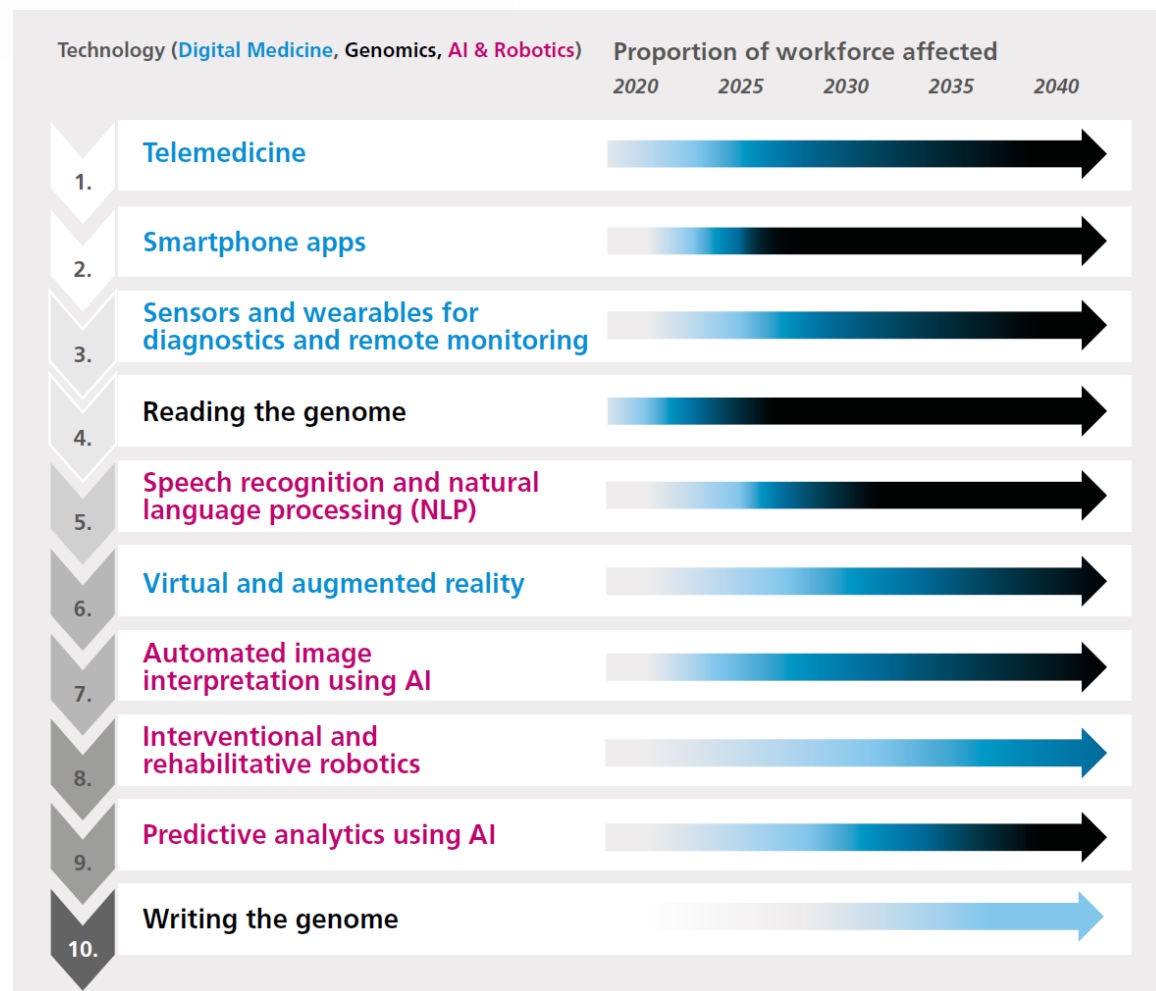 Technology (Digital Medicine, Genomics, AI & Robotics)
Proportion of workforce affected
2020 2025 2030 2035 2040
1.
Telemedicine
2.
Smartphone apps
3.
Sensors and wearables for
diagnostics and remote monitoring
4.
Reading the genome
5.
Speech recognition and natural
language processing (NLP)
6.
Virtual and augmented reality
7.
Automated image
interpretation using AI
8.
Interventional and
rehabilitative robotics
9.
Predictive analytics using AI
10.
Writing the genome